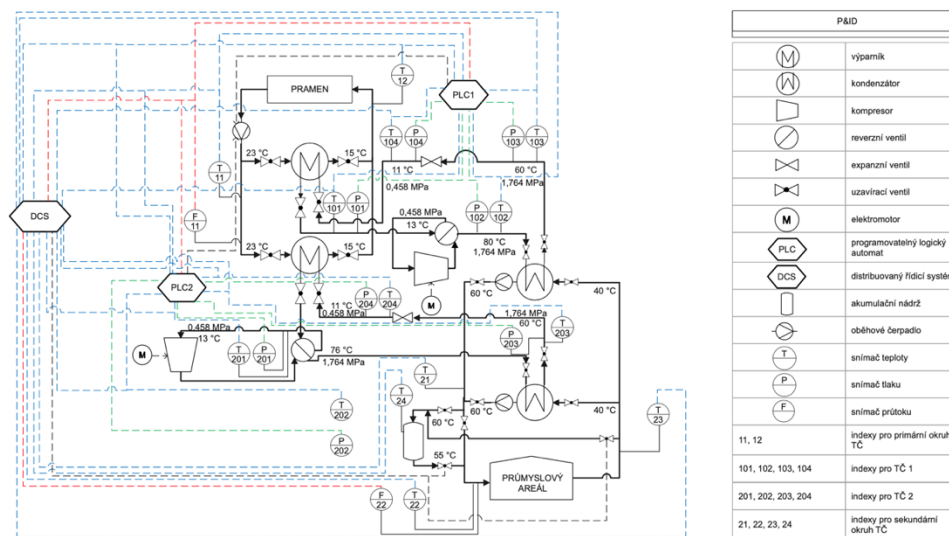 T
12
PLC1
PRAMEN
T
104
P
104
P
103
T
103
23 °C
15 °C
11 °C
0,458 MPa
60 °C
1,764 MPa
T
11
T
101
P
101
0,458 MPa
13 °C
P
102
T
102
DCS
F
11
80 °C
1,764 MPa
23 °C
15 °C
M
PLC2
11 °C
0,458 MPa
P
204
T
204
60 °C
40 °C
1,764 MPa
60 °C
P
203
T
203
0,458 MPa
13 °C
M
T
201
P
201
76 °C
1,764 MPa
T
21
T
24
T
202
P
202
60 °C
60 °C
40 °C
T
23
55 °C
PRŮMYSLOVÝ
AREÁL
F
22
T
22
P&ID
výparník
kondenzátor
kompresor
reverzní ventil
expanzní ventil
uzavírací ventil
M
elektromotor
PLC
programovatelný logický
automat
DCS
distribuovaný řídicí systé
akumulační nádrž
oběhové čerpadlo
T
snímač teploty
P
snímač tlaku
F
snímač průtoku
11, 12
indexy pro primární okruh
TČ
101, 102, 103, 104
indexy pro TČ 1
201, 202, 203, 204
indexy pro TČ 2
21, 22, 23, 24
indexy pro sekundární
okruh TČ